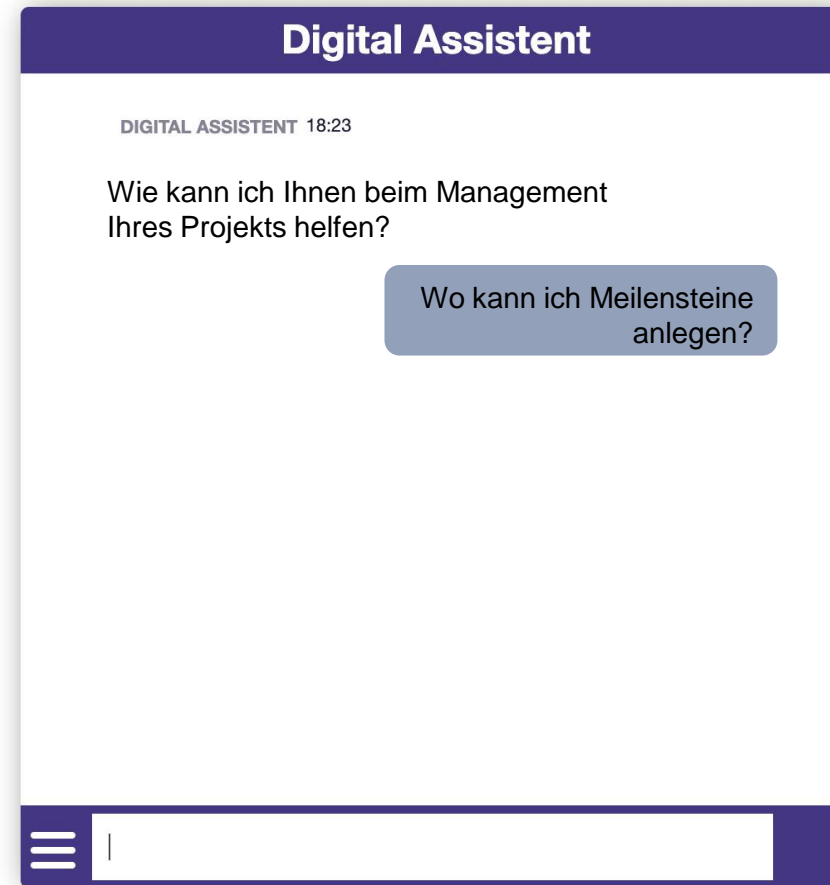 Digital Assistent
DIGITAL ASSISTENT 18:23
Wie kann ich Ihnen beim Management
Ihres Projekts helfen?
Wo kann ich Meilensteine
anlegen?